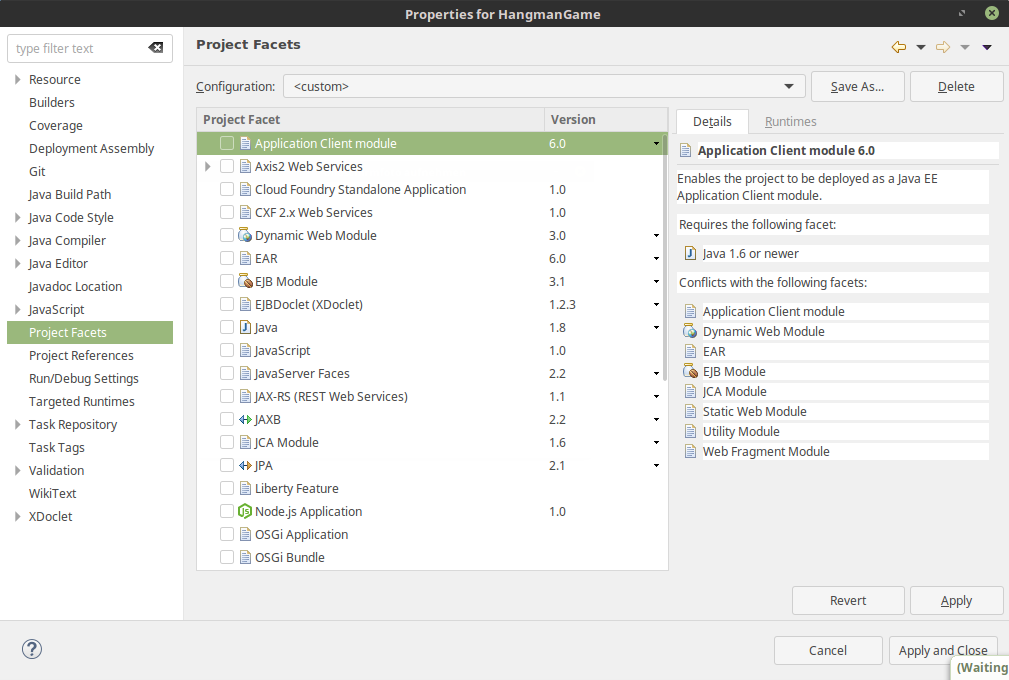 Properties for HangmanGame
type filter text
Resource
Builders
Coverage
Deployment Assembly
Git
Java Build Path
Java Code Style
Java Compiler
Java Editor
Javadoc Location
JavaScript
Project Facets
Project References
Run/Debug Settings
Targeted Runtimes
Task Repository
Task Tags
Validation
WikiText
XDoclet
Project Facets
Configuration: <custom> Save As... Delete
Project Facet Version
Application Client module 6.0
Axis2 Web Services
Cloud Foundry Standalone Application 1.0
CXF 2.x Web Services 1.0
Dynamic Web Module 3.0
EAR 6.0
EJB Module 3.1
EJBDoclet (XDoclet) 1.2.3
Java 1.8
JavaScript 1.0
JavaServer Faces 2.2
JAX-RS (REST Web Services) 1.1
JAXB 2.2
JCA Module 1.6
JPA 2.1
Liberty Feature
Node.js Application 1.0
OSGi Application
OSGi Bundle
Details Runtimes
Application Client module 6.0
Enables the project to be deployed as a Java EE
Application Client module.
Requires the following facet:
Java 1.6 or newer
Conflicts with the following facets:
Application Client module
Dynamic Web Module
EAR
EJB Module
JCA Module
Static Web Module
Utility Module
Web Fragment Module
Revert Apply
Cancel Apply and Close
(Waiting